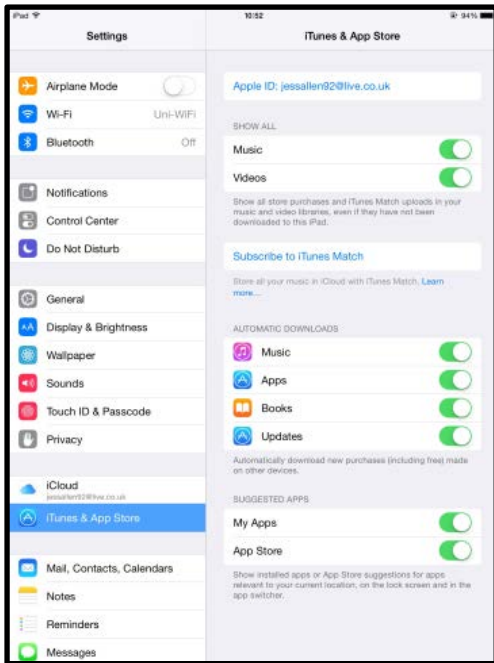 iPad
10:52
94%
Settings
iTunes & App Store
Airplane Mode
Wi-Fi
Uni-WiFi
Bluetooth
Off
Notifications
Control Center
Do Not Disturb
General
Display & Brightness
Wallpaper
Sounds
Touch ID & Passcode
Privacy
iCloud
jessallen92@live.co.uk
iTunes & App Store
Mail, Contacts, Calendars
Notes
Reminders
Messages
Apple ID: jessallen92@live.co.uk
SHOW ALL
Music
Videos
Show all store purchases and iTunes Match uploads in your
music and video libraries, even if they have not been
downloaded to this iPad.
Subscribe to iTunes Match
Store all your music in iCloud with iTunes Match. Learn
more...
AUTOMATIC DOWNLOADS
Music
Apps
Books
Updates
Automatically download new purchases (including free) made
on other devices.
SUGGESTED APPS
My Apps
App Store
Show installed apps or App Store suggestions for apps
relevant to your current location, on the lock screen and in the
app switcher.